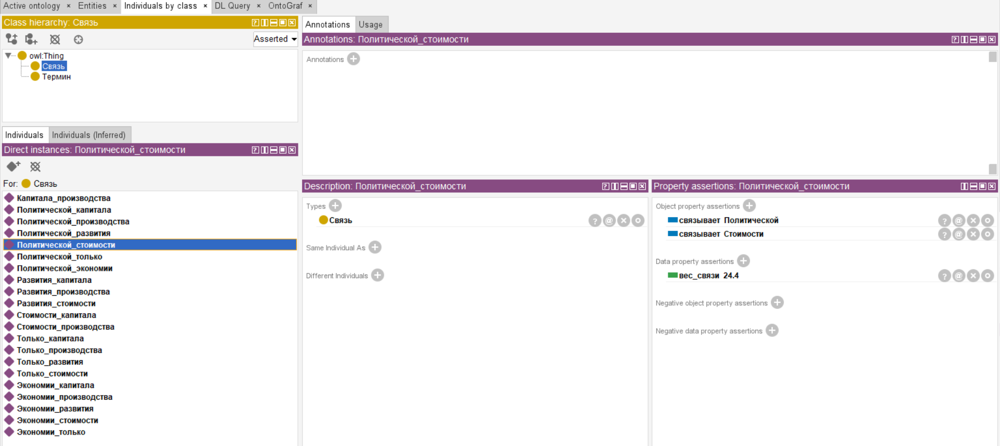 Active ontology × Entities × Individuals by class × DL Query × OntoGraf ×
Class hierarchy: Связь
Asserted
owl:Thing
Связь
Термин
Individuals Individuals (Inferred)
Direct instances: Политической_стоимости
For: Связь
Капитала_производства
Политической_капитала
Политической_производства
Политической_развития
Политической_стоимости
Политической_только
Политической_экономии
Развития_капитала
Развития_производства
Развития_стоимости
Стоимости_капитала
Стоимости_производства
Только_капитала
Только_производства
Только_развития
Только_стоимости
Экономии_капитала
Экономии_производства
Экономии_развития
Экономии_стоимости
Экономии_только
Annotations Usage
Annotations: Политической_стоимости
Annotations
Description: Политической_стоимости
Types
Связь
Same Individual As
Different Individuals
Property assertions: Политической_стоимости
Object property assertions
связывает Политической
связывает Стоимости
Data property assertions
вес_связи 24.4
Negative object property assertions
Negative data property assertions